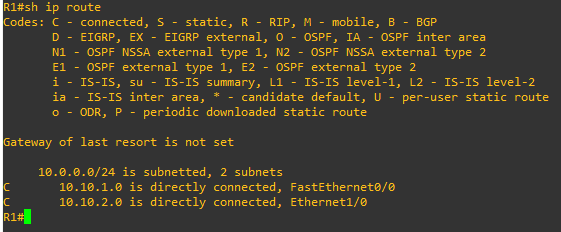 R1#sh ip route
Codes: C - connected, S - static, R - RIP, M - mobile, B - BGP
       D - EIGRP, EX - EIGRP external, O - OSPF, IA - OSPF inter area
       N1 - OSPF NSSA external type 1, N2 - OSPF NSSA external type 2
       E1 - OSPF external type 1, E2 - OSPF external type 2
       i - IS-IS, su - IS-IS summary, L1 - IS-IS level-1, L2 - IS-IS level-2
       ia - IS-IS inter area, * - candidate default, U - per-user static route
       o - ODR, P - periodic downloaded static route
Gateway of last resort is not set
     10.0.0.0/24 is subnetted, 2 subnets
C       10.10.1.0 is directly connected, FastEthernet0/0
C       10.10.2.0 is directly connected, Ethernet1/0
R1#